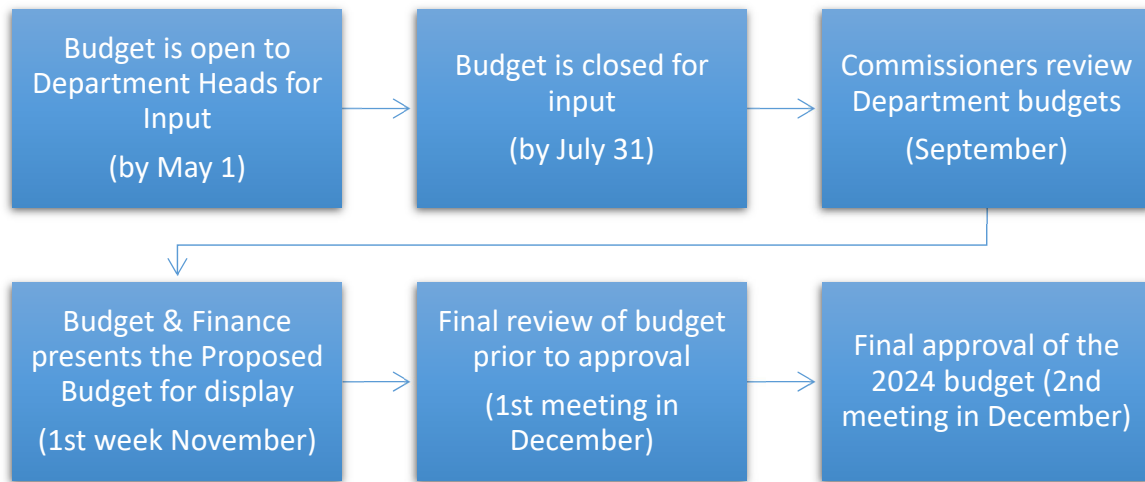 Budget is open to
Department Heads for
Input
(by May 1)
Budget is closed for
input
(by July 31)
Commissioners review
Department budgets
(September)
Budget & Finance
presents the Proposed
Budget for display
(1st week November)
Final review of budget
prior to approval
(1st meeting in
December)
Final approval of the
2024 budget (2nd
meeting in December)